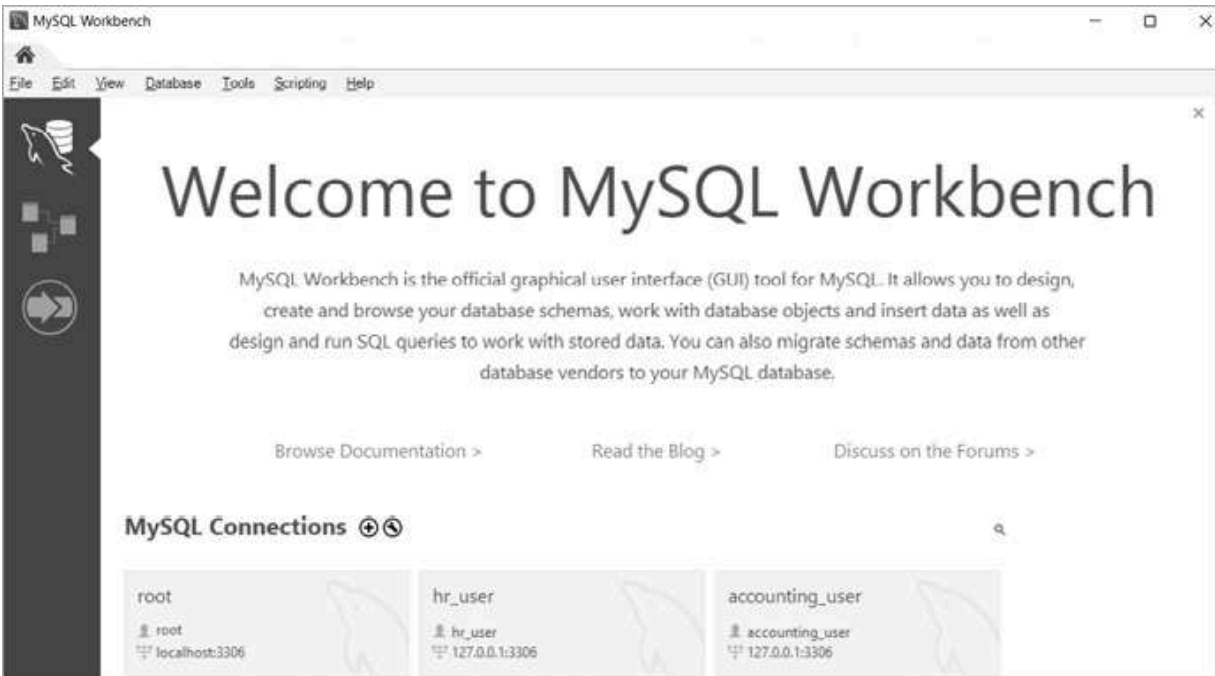 MySQL Workbench
File Edit View Database Tools Scripting Help
Welcome to MySQL Workbench
MySQL Workbench is the official graphical user interface (GUI) tool for MySQL. It allows you to design,
create and browse your database schemas, work with database objects and insert data as well as
design and run SQL queries to work with stored data. You can also migrate schemas and data from other
database vendors to your MySQL database.
Browse Documentation > Read the Blog > Discuss on the Forums >
MySQL Connections
root hr_user accounting_user
root hr_user accounting_user
localhost:3306 127.0.0.1:3306 127.0.0.1:3306